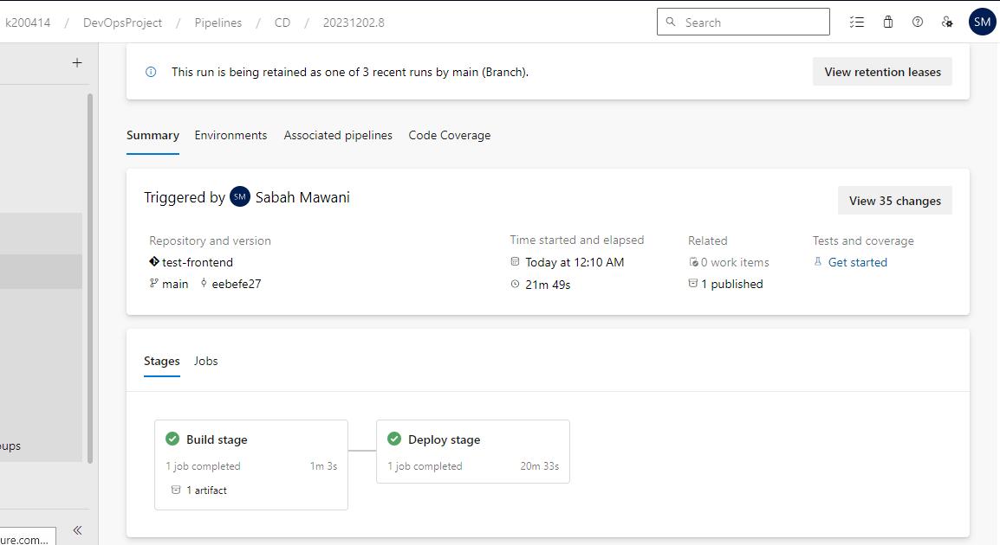 k200414 / DevOpsProject / Pipelines / CD / 20231202.8 Search SM
This run is being retained as one of 3 recent runs by main (Branch). View retention leases
Summary Environments Associated pipelines Code Coverage
Triggered by SM Sabah Mawani View 35 changes
Repository and version Time started and elapsed Related Tests and coverage
test-frontend Today at 12:10 AM 0 work items Get started
main eebefe27 21m 49s 1 published
Stages Jobs
Build stage Deploy stage
1 job completed 1m 3s 1 job completed 20m 33s
oups
1 artifact
ure.com...